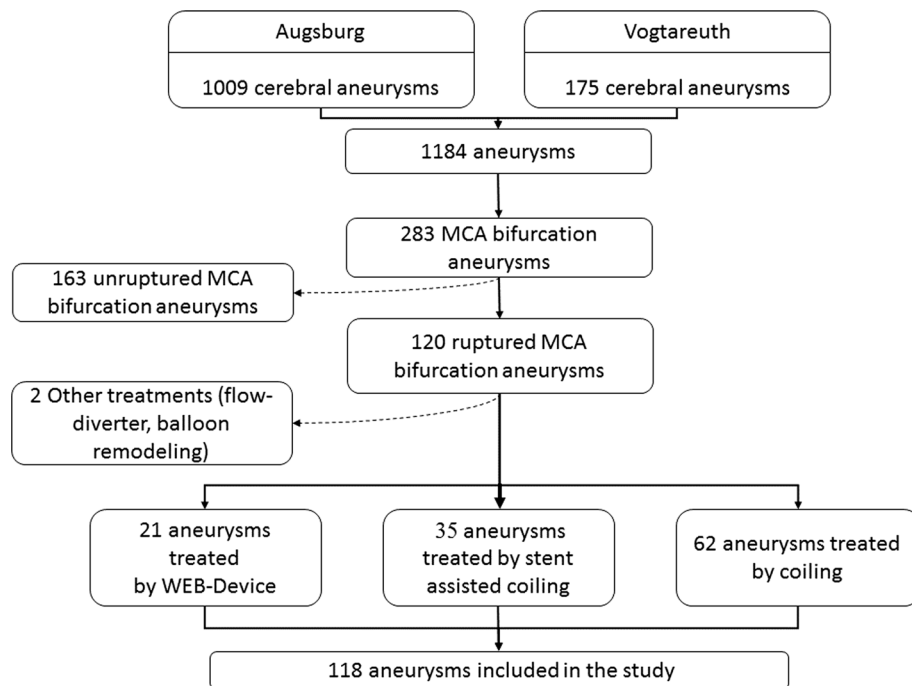 Augsburg
1009 cerebral aneurysms
Vogtareuth
175 cerebral aneurysms
1184 aneurysms
283 MCA bifurcation
aneurysms
163 unruptured MCA
bifurcation aneurysms
120 ruptured MCA
bifurcation aneurysms
2 Other treatments (flow-
diverter, balloon
remodeling)
21 aneurysms
treated
by WEB-Device
35 aneurysms
treated by stent
assisted coiling
62 aneurysms treated
by coiling
118 aneurysms included in the study